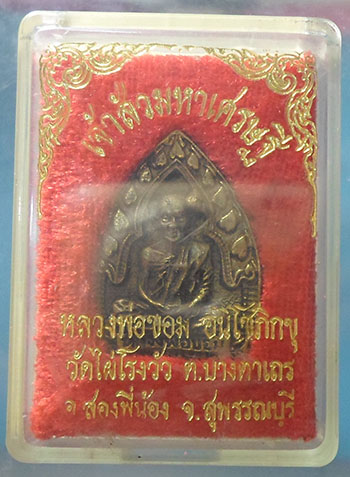 เจ้าสัวมหาเศรษฐี
หลวงพ่อขอม อนิโชภิกขุ
วัดไผ่โรงวัว ต.บางตาเถร
อ.สองพี่น้อง จ.สุพรรณบุรี